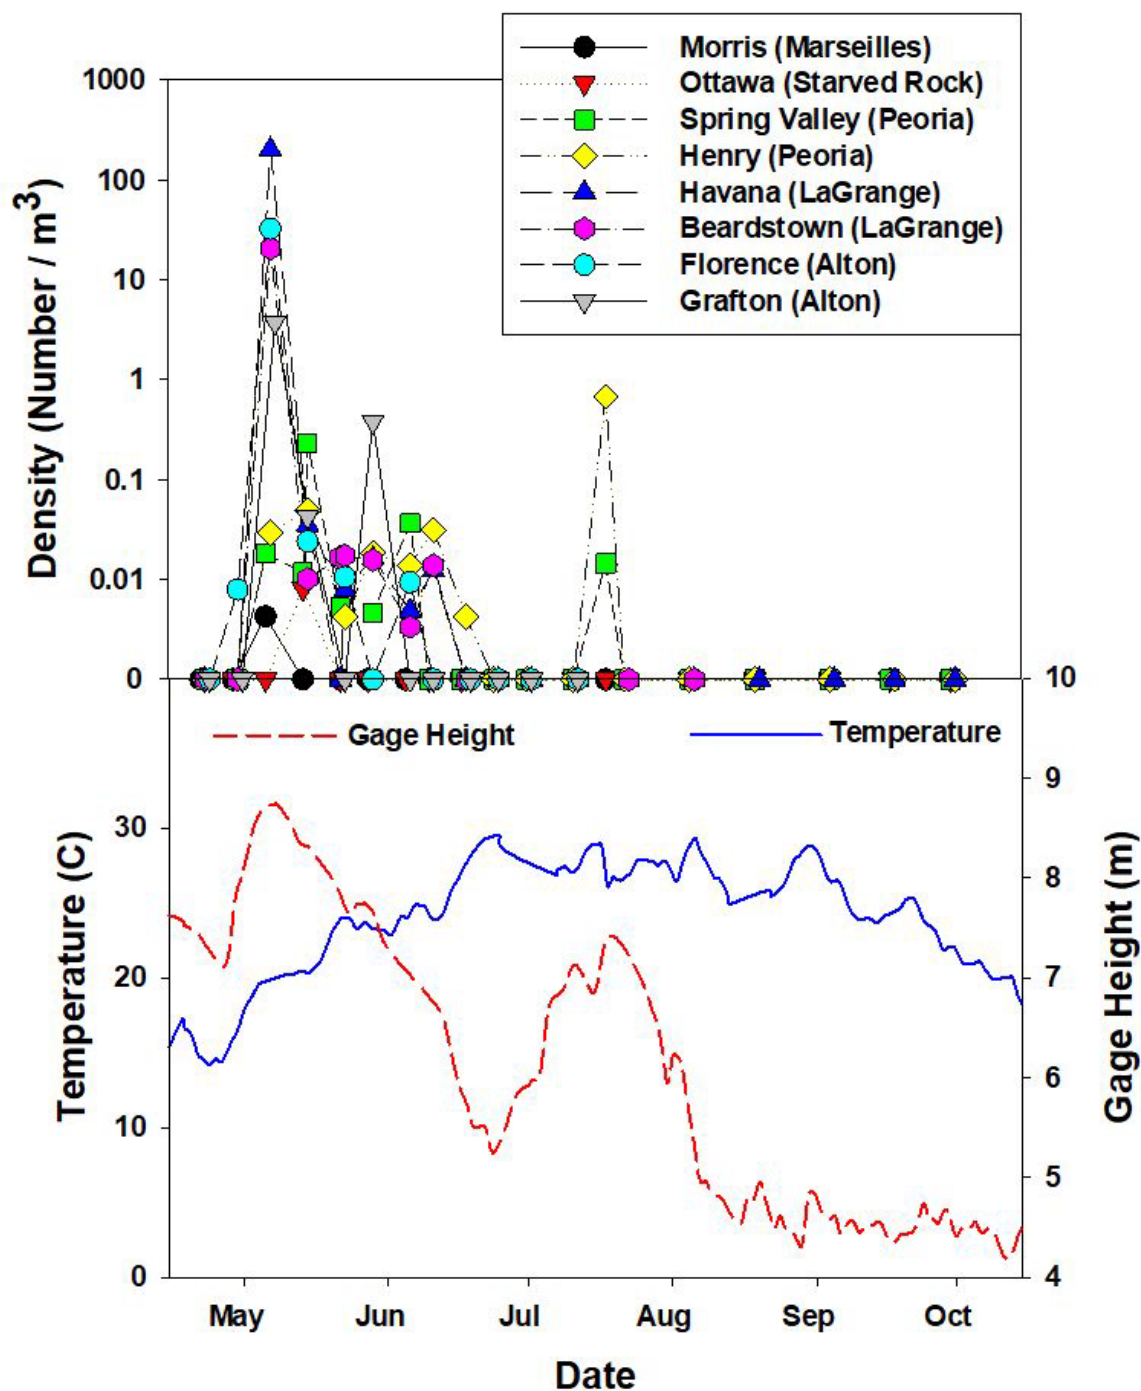 Morris (Marseilles)
Ottawa (Starved Rock)
Spring Valley (Peoria)
Henry (Peoria)
Havana (LaGrange)
Beardstown (LaGrange)
Florence (Alton)
Grafton (Alton)
Density (Number / m³)
1000
100
10
1
0.1
0.01
0
Gage Height
Temperature
Temperature (C)
30
20
10
0
10
9
8
7
6
5
4
Gage Height (m)
May Jun Jul Aug Sep Oct
Date